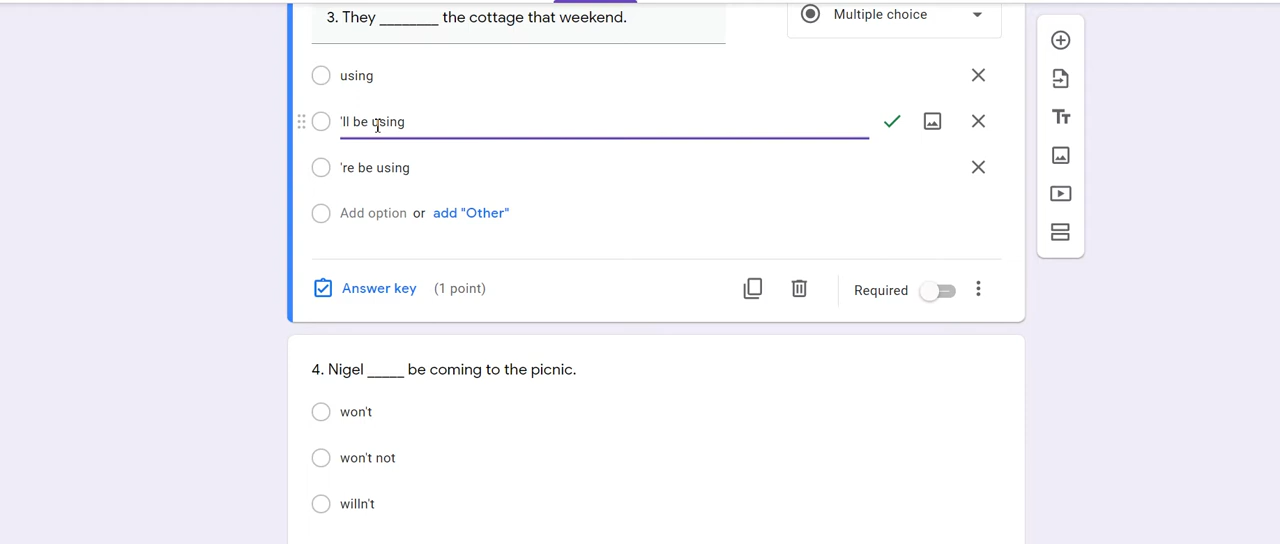 3. They ________ the cottage that weekend.
Multiple choice
using
'll be using
're be using
Add option or add "Other"
Answer key (1 point)
Required
4. Nigel _____ be coming to the picnic.
won't
won't not
willn't